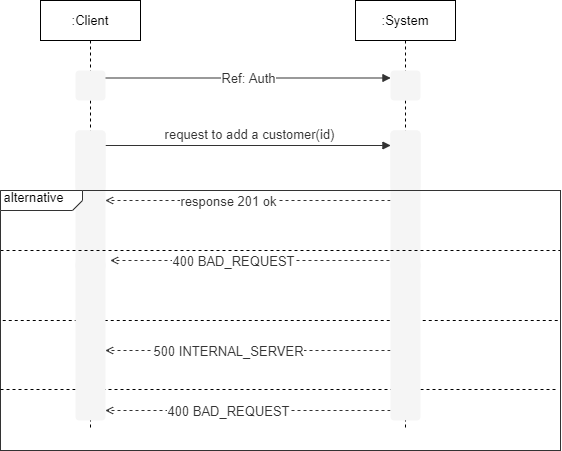 :Client
:System
Ref: Auth
request to add a customer(id)
alternative
response 201 ok
400 BAD_REQUEST
500 INTERNAL_SERVER
400 BAD_REQUEST